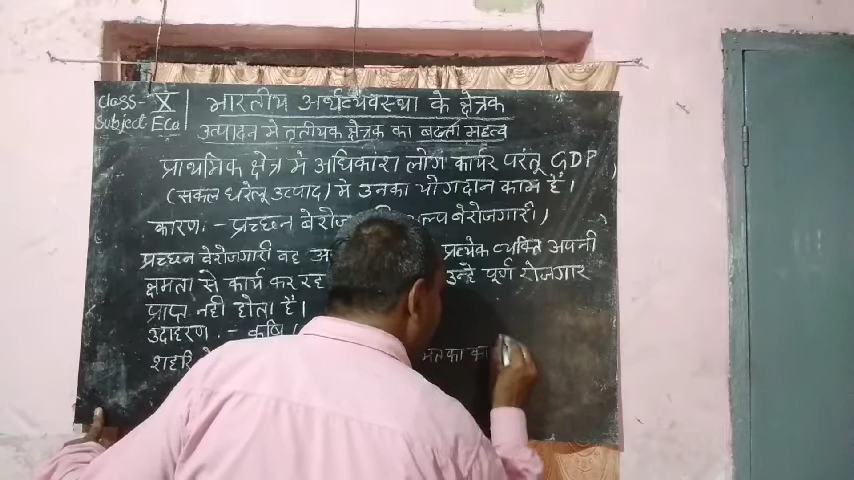 Class- X
Subject Eco
भारतीय अर्थव्यवस्था के क्षेत्रक
उत्पादन में तृतीयक क्षेत्रक का बढ़ता महत्व
प्राथमिक क्षेत्र में अधिकांश लोग कार्यर परंतू GDP
(सकल घरेलू उत्पाद) में उनका योगदान काम है।
कारण:- प्रच्छन बेरोज ल्प बेरोजगारी।)
प्रच्छन बेरोजगारी वह प्रत्येक व्यक्ति अपनी
क्षमता से कार्य कर रह उन्हे पूर्ण रोजगार
प्राप्त नही होता है।
उदाहरण:- कृषि
शहरि